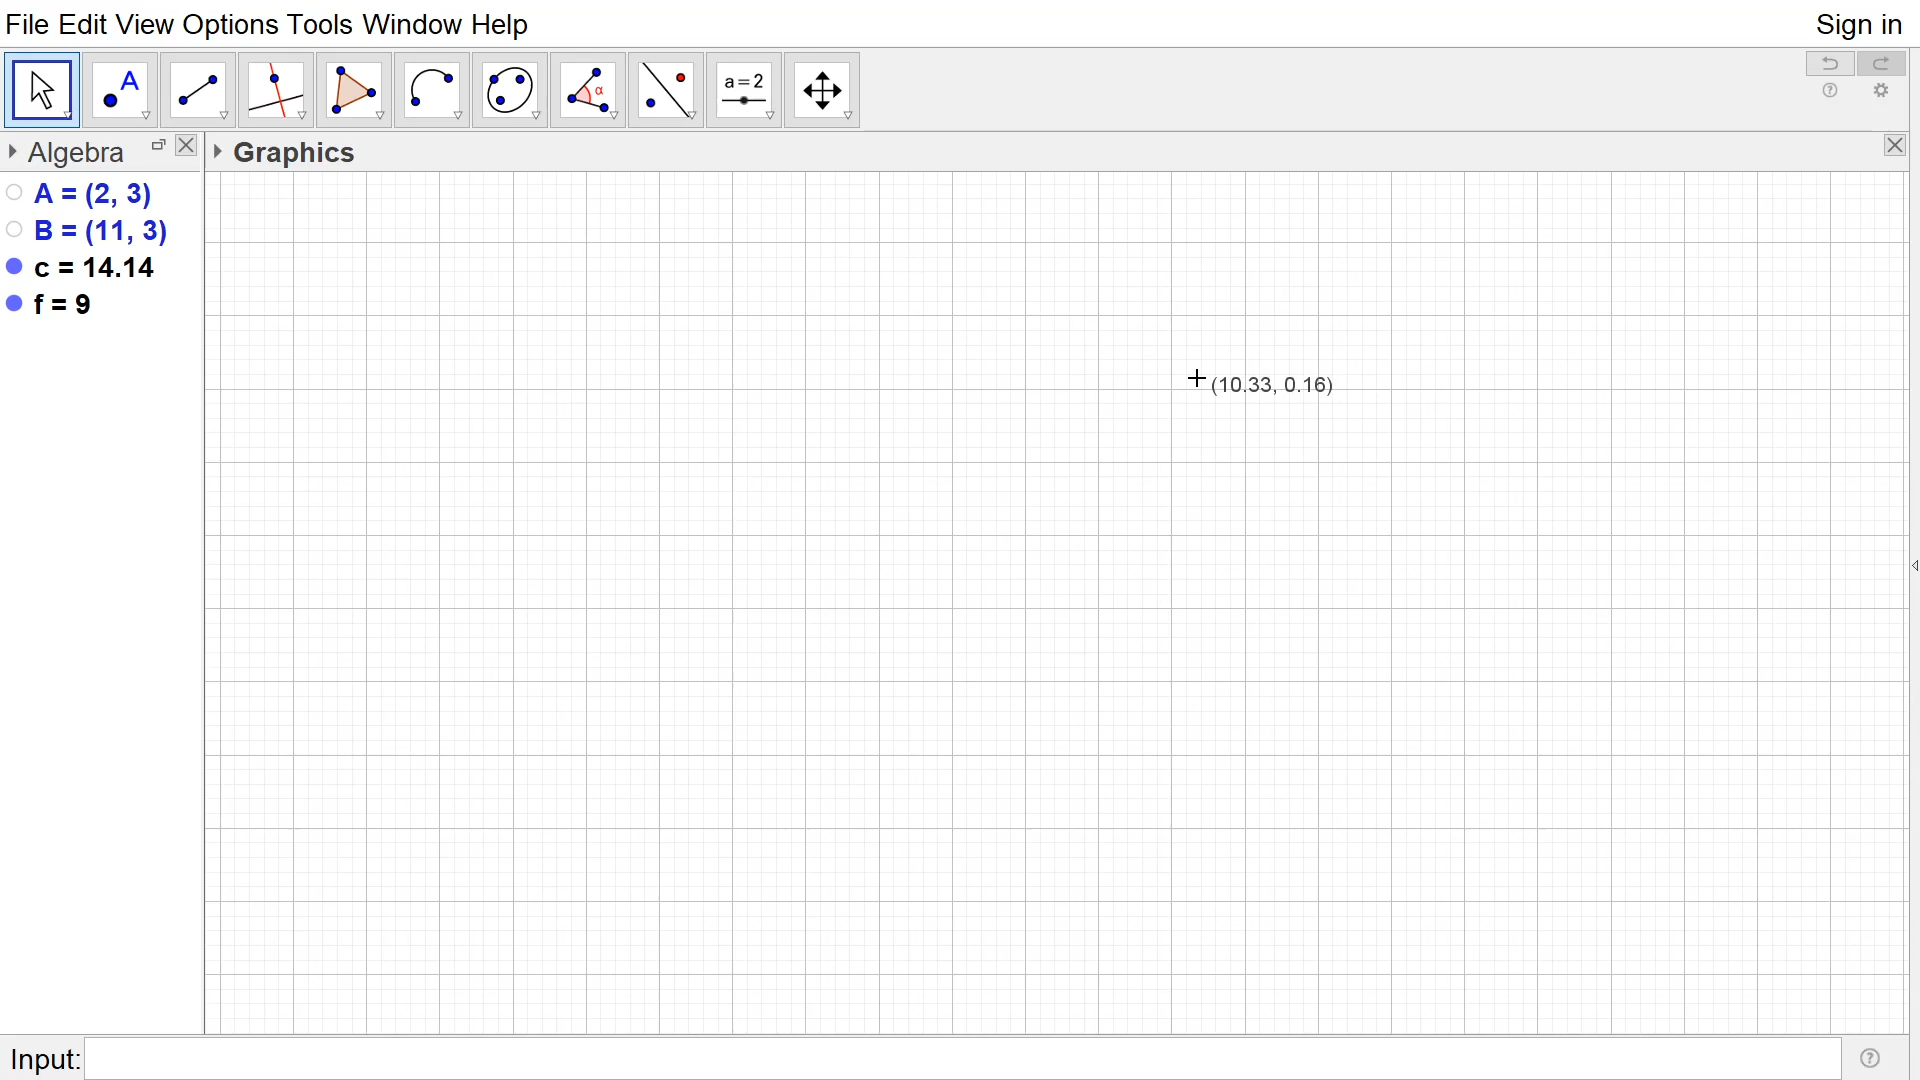 File Edit View Options Tools Window Help Sign in
A α a=2
Algebra Graphics
A = (2, 3)
B = (11, 3)
c = 14.14
f = 9
(10.33, 0.16)
Input: